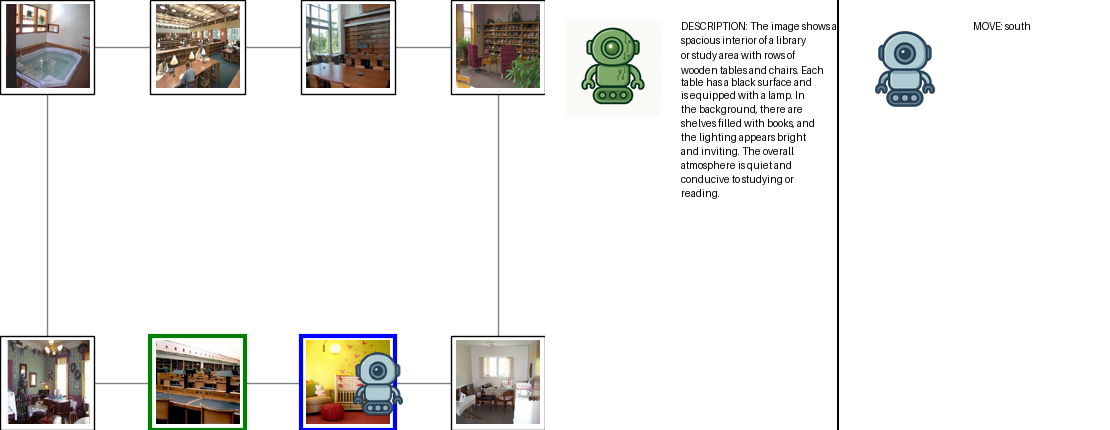 DESCRIPTION: The image shows a
spacious interior of a library
or study area with rows of
wooden tables and chairs. Each
table has a black surface and
is equipped with a lamp. In
the background, there are
shelves filled with books, and
the lighting appears bright
and inviting. The overall
atmosphere is quiet and
conducive to studying or
reading.
MOVE: south